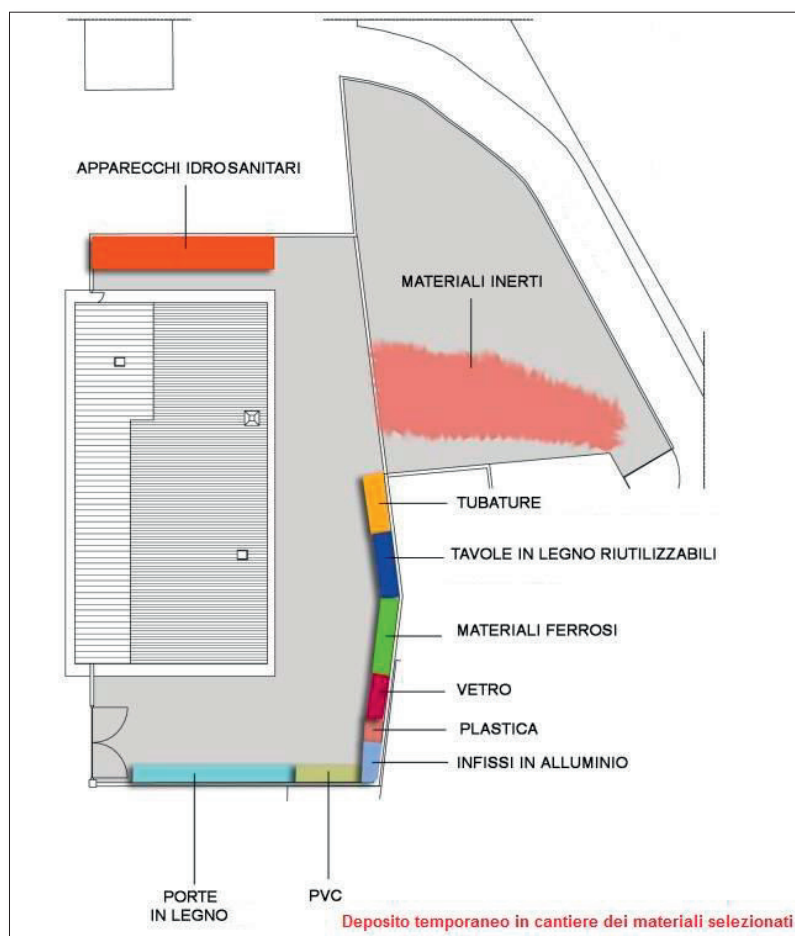 APPARECCHI IDROSANITARI
MATERIALI INERTI
TUBATURE
TAVOLE IN LEGNO RIUTILIZZABILI
MATERIALI FERROSI
VETRO
PLASTICA
INFISSI IN ALLUMINIO
PORTE
IN LEGNO
PVC
Deposito temporaneo in cantiere dei materiali selezionati